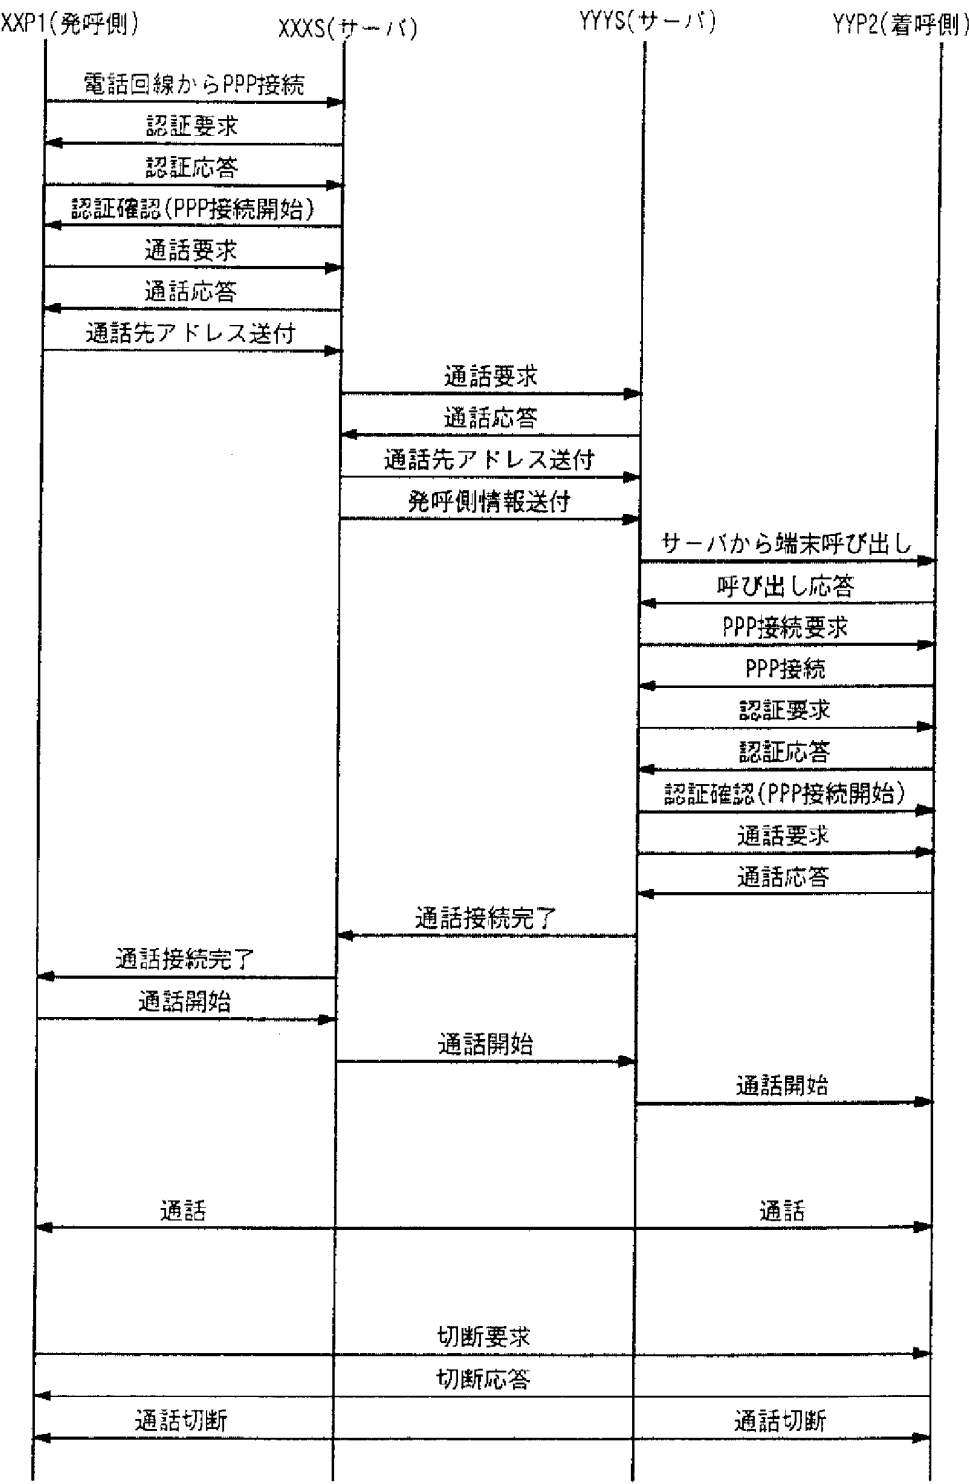 XXP1(発呼側)
XXXS(サーバ)
YYYS(サーバ)
YYP2(着呼側)
電話回線からPPP接続
認証要求
認証応答
認証確認(PPP接続開始)
通話要求
通話応答
通話先アドレス送付
通話要求
通話応答
通話先アドレス送付
発呼側情報送付
サーバから端末呼び出し
呼び出し応答
PPP接続要求
PPP接続
認証要求
認証応答
認証確認(PPP接続開始)
通話要求
通話応答
通話接続完了
通話接続完了
通話開始
通話開始
通話開始
通話
通話
切断要求
切断応答
通話切断
通話切断